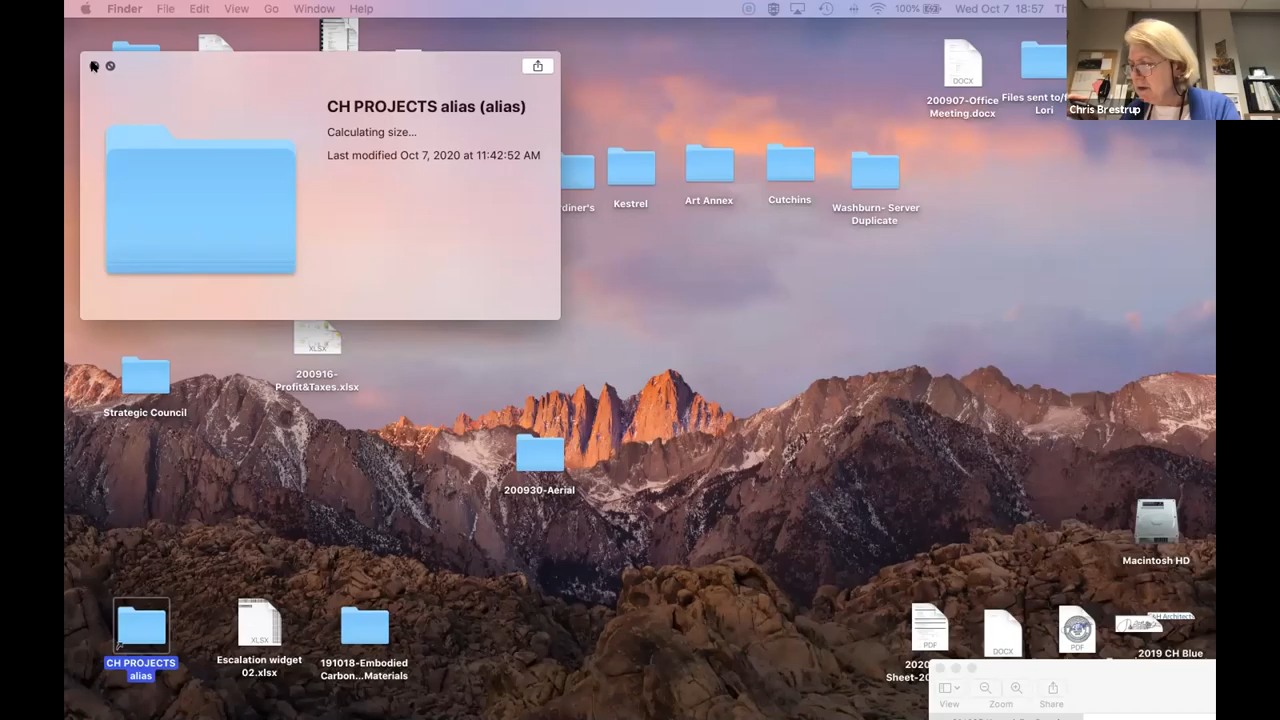 Finder File Edit View Go Window Help
100% Wed Oct 7 18:57
CH PROJECTS alias (alias)
Calculating size...
Last modified Oct 7, 2020 at 11:42:52 AM
DOCX
200907-Office
Meeting.docx
Files sent to/
Lori
Chris Brestrup
Kestrel
Art Annex
Cutchins
Washburn- Server
Duplicate
XLSX
200916-
Profit&Taxes.xlsx
Strategic Council
200930-Aerial
Macintosh HD
CH PROJECTS
alias
XLSX
Escalation widget
02.xlsx
191018-Embodied
Carbon...Materials
PDF
DOCX
PDF
2019 CH Blue
View Zoom Share